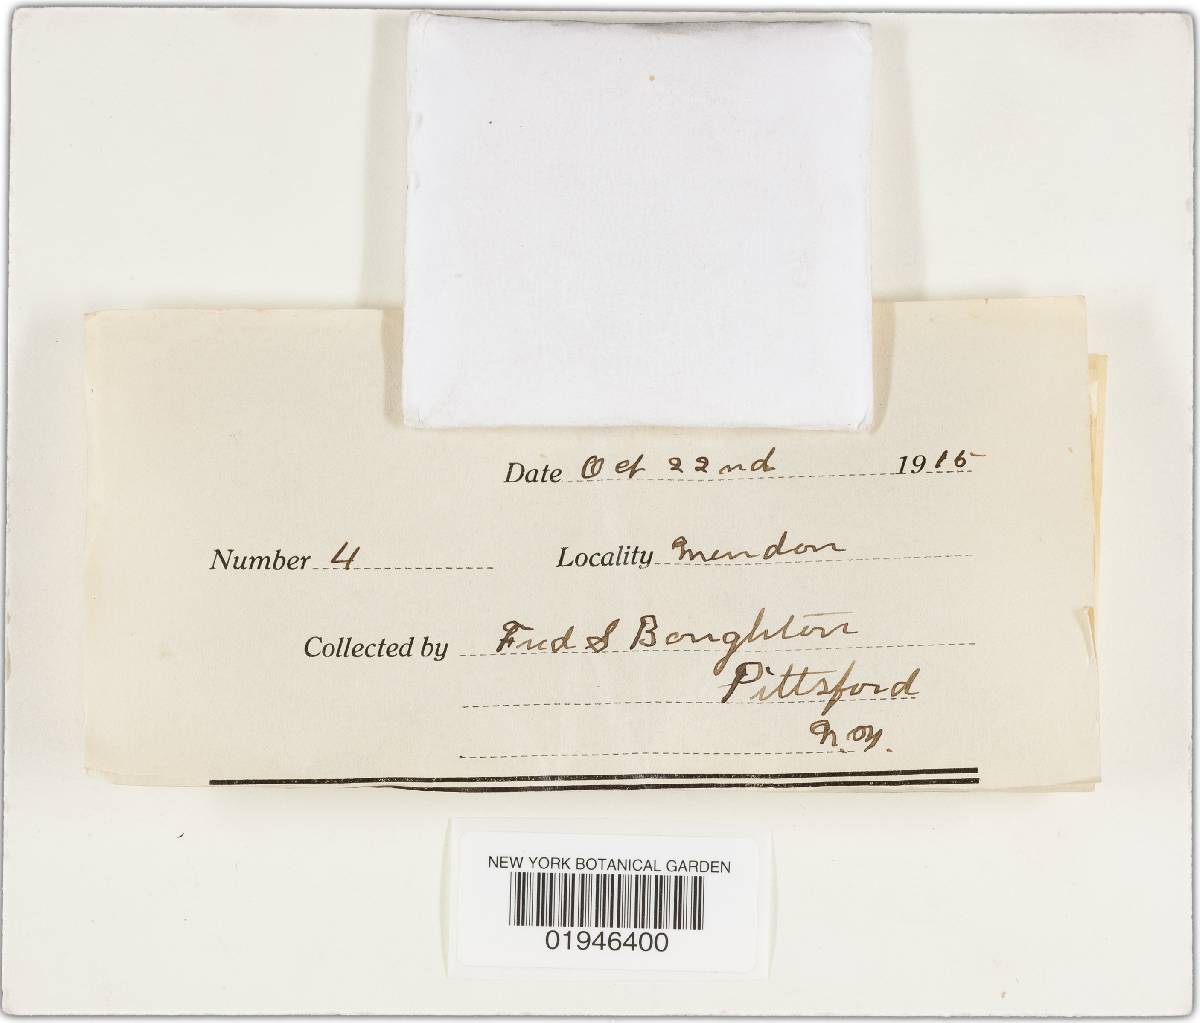 Date Oct 22nd 1915
Number 4 Locality Mendon
Collected by Fred S Boughton
Pittsford
N.Y.
NEW YORK BOTANICAL GARDEN
01946400